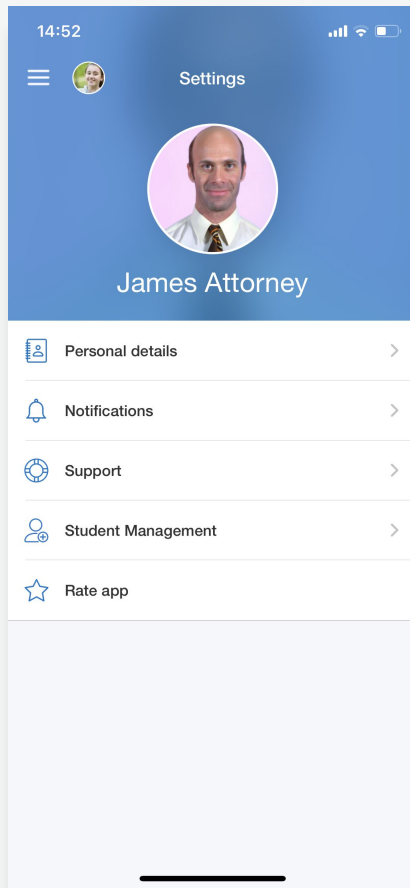 14:52
Settings
James Attorney
Personal details
Notifications
Support
Student Management
Rate app